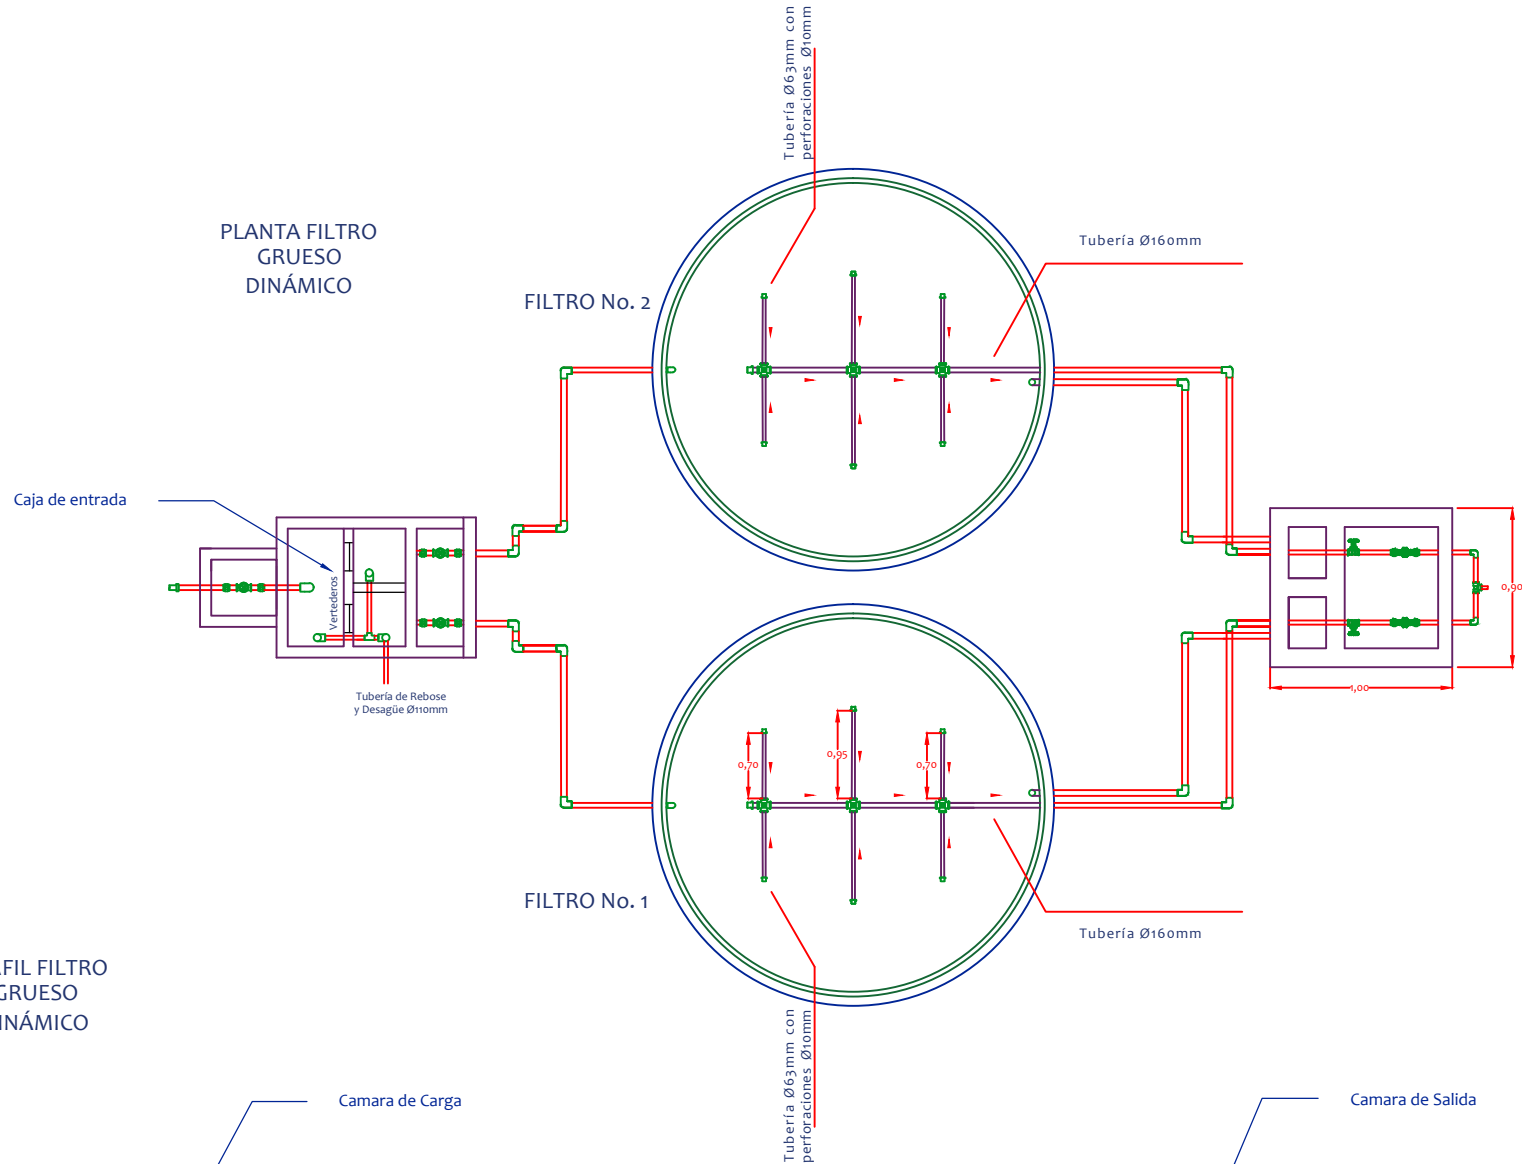 Tubería Ø63mm con
perforaciones Ø10mm
PLANTA FILTRO
GRUESO
DINÁMICO
Tubería Ø160mm
FILTRO No. 2
Caja de entrada
Vertederos
0,90
Tubería de Rebose
y Desagüe Ø110mm
1,00
0,70
0,95
0,70
FILTRO No. 1
Tubería Ø160mm
FIL FILTRO
GRUESO
INÁMICO
Tubería Ø63mm con
perforaciones Ø10mm
Camara de Carga
Camara de Salida